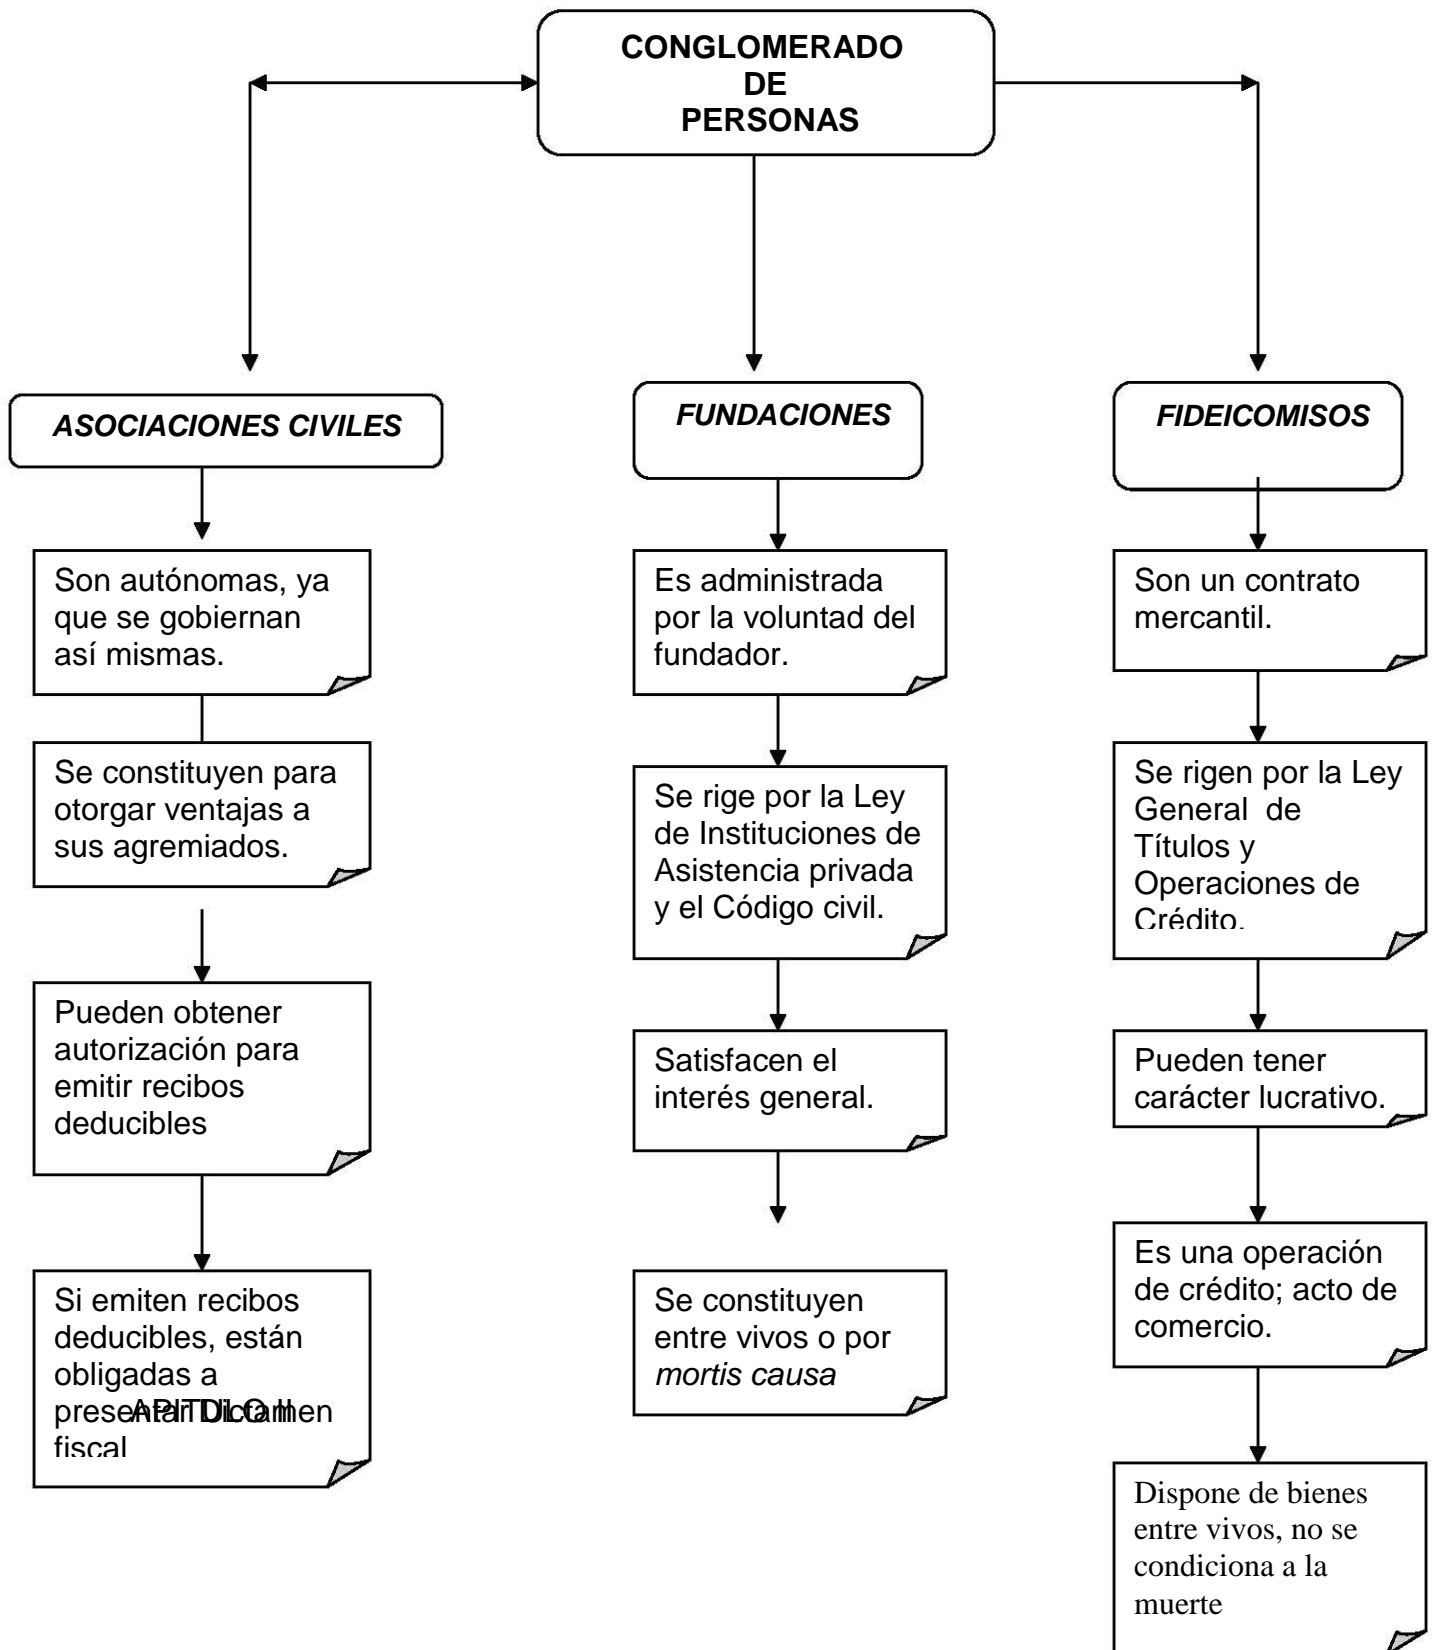 CONGLOMERADO
DE
PERSONAS
ASOCIACIONES CIVILES
Son autónomas, ya
que se gobiernan
así mismas.
Se constituyen para
otorgar ventajas a
sus agremiados.
Pueden obtener
autorización para
emitir recibos
deducibles
Si emiten recibos
deducibles, están
obligadas a
presentar Dictamen
fiscal
FUNDACIONES
Es administrada
por la voluntad del
fundador.
Se rige por la Ley
de Instituciones de
Asistencia privada
y el Código civil.
Satisfacen el
interés general.
Se constituyen
entre vivos o por
mortis causa
FIDEICOMISOS
Son un contrato
mercantil.
Se rigen por la Ley
General de
Títulos y
Operaciones de
Crédito.
Pueden tener
carácter lucrativo.
Es una operación
de crédito; acto de
comercio.
Dispone de bienes
entre vivos, no se
condiciona a la
muerte